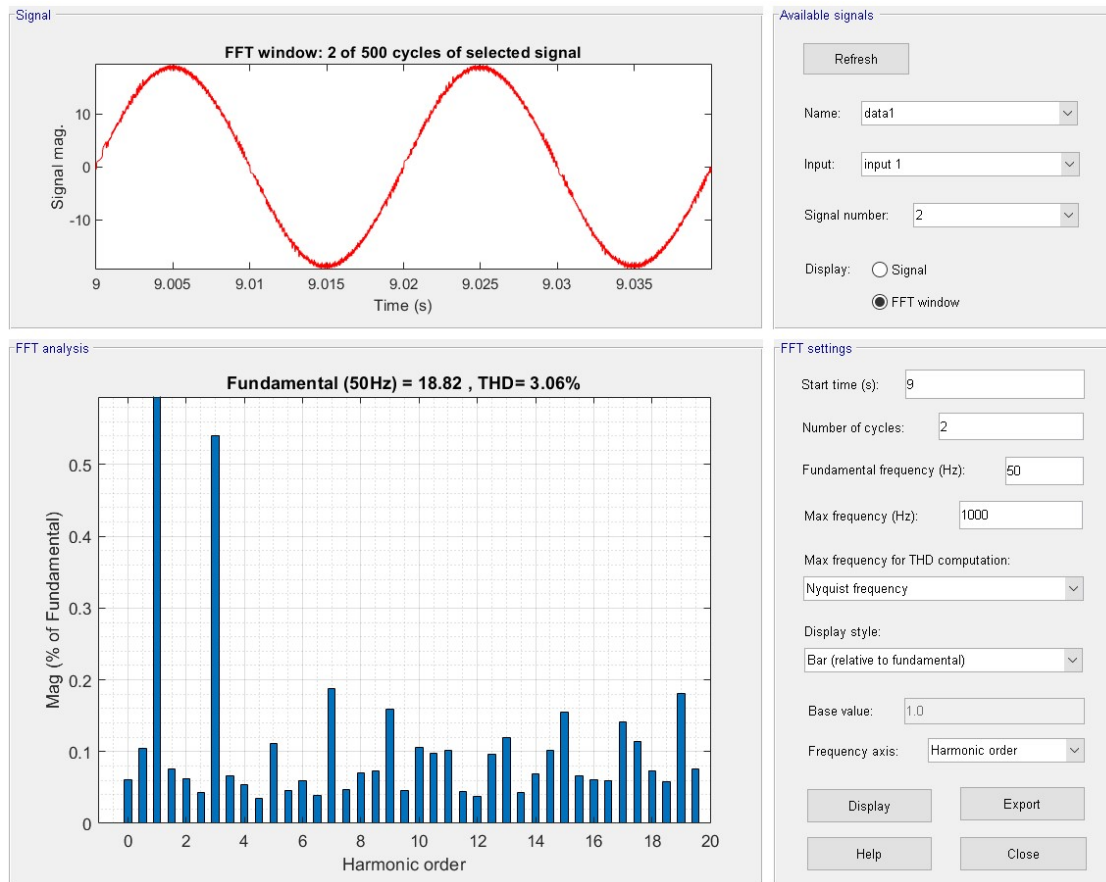 Signal
FFT window: 2 of 500 cycles of selected signal
Signal mag.
10
0
-10
9 9.005 9.01 9.015 9.02 9.025 9.03 9.035
Time (s)
Available signals
Refresh
Name: data1
Input: input 1
Signal number: 2
Display: Signal
FFT window
FFT analysis
Fundamental (50Hz) = 18.82 , THD= 3.06%
Mag (% of Fundamental)
0.5
0.4
0.3
0.2
0.1
0
0 2 4 6 8 10 12 14 16 18 20
Harmonic order
FFT settings
Start time (s): 9
Number of cycles: 2
Fundamental frequency (Hz): 50
Max frequency (Hz): 1000
Max frequency for THD computation:
Nyquist frequency
Display style:
Bar (relative to fundamental)
Base value: 1.0
Frequency axis: Harmonic order
Display Export
Help Close